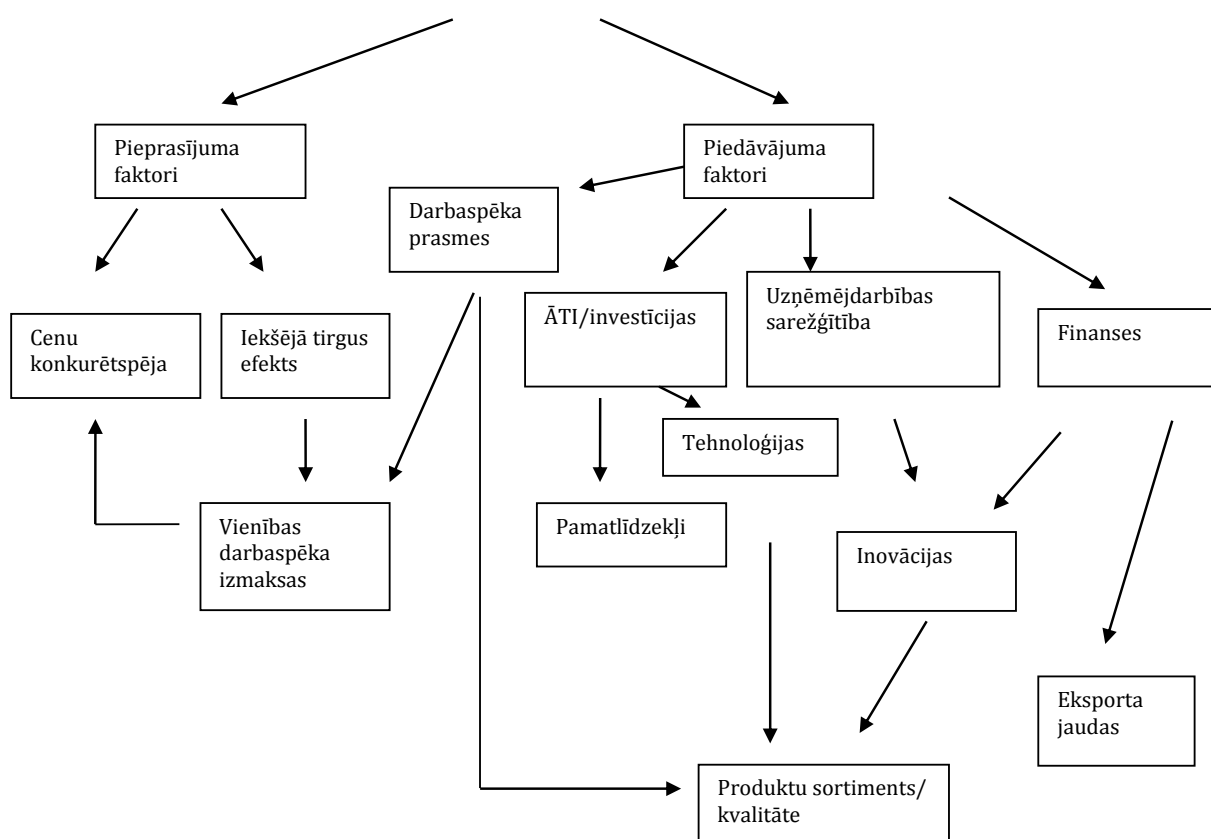 Pieprasījuma
faktori
Piedāvājuma
faktori
Darbaspēka
prasmes
Cenu
konkurētspēja
Iekšējā tirgus
efekts
ĀTI/investīcijas
Uzņēmējdarbības
sarežģītība
Finanses
Tehnoloģijas
Vienības
darbaspēka
izmaksas
Pamatlīdzekļi
Inovācijas
Eksporta
jaudas
Produktu sortiments/
kvalitāte